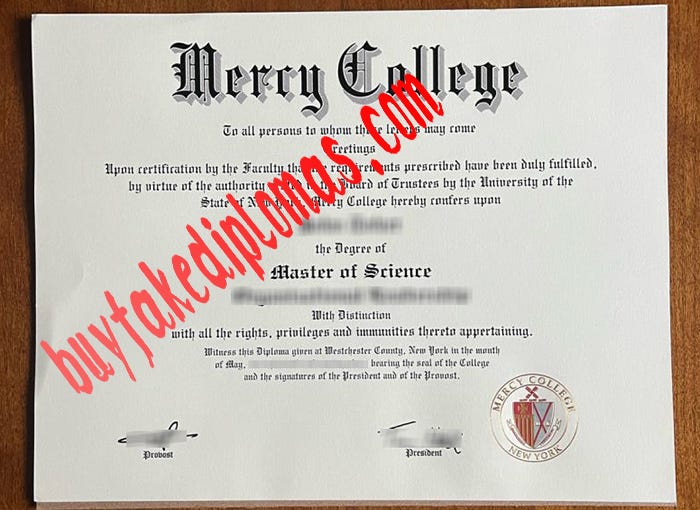 Mercy College
To all persons to whom these letters may come
Greetings
Upon certification by the Faculty that the requirements prescribed have been duly fulfilled,
by virtue of the authority in the Board of Trustees by the University of the
State of New York, Mercy College hereby confers upon
the Degree of
Master of Science
With Distinction
with all the rights, privileges and immunities thereto appertaining.
Witness this Diploma given at Westchester County, New York in the month
of May, bearing the seal of the College
and the signatures of the President and of the Provost.
Provost
President
MERCY COLLEGE
NEW YORK
buyfakediplomas.com